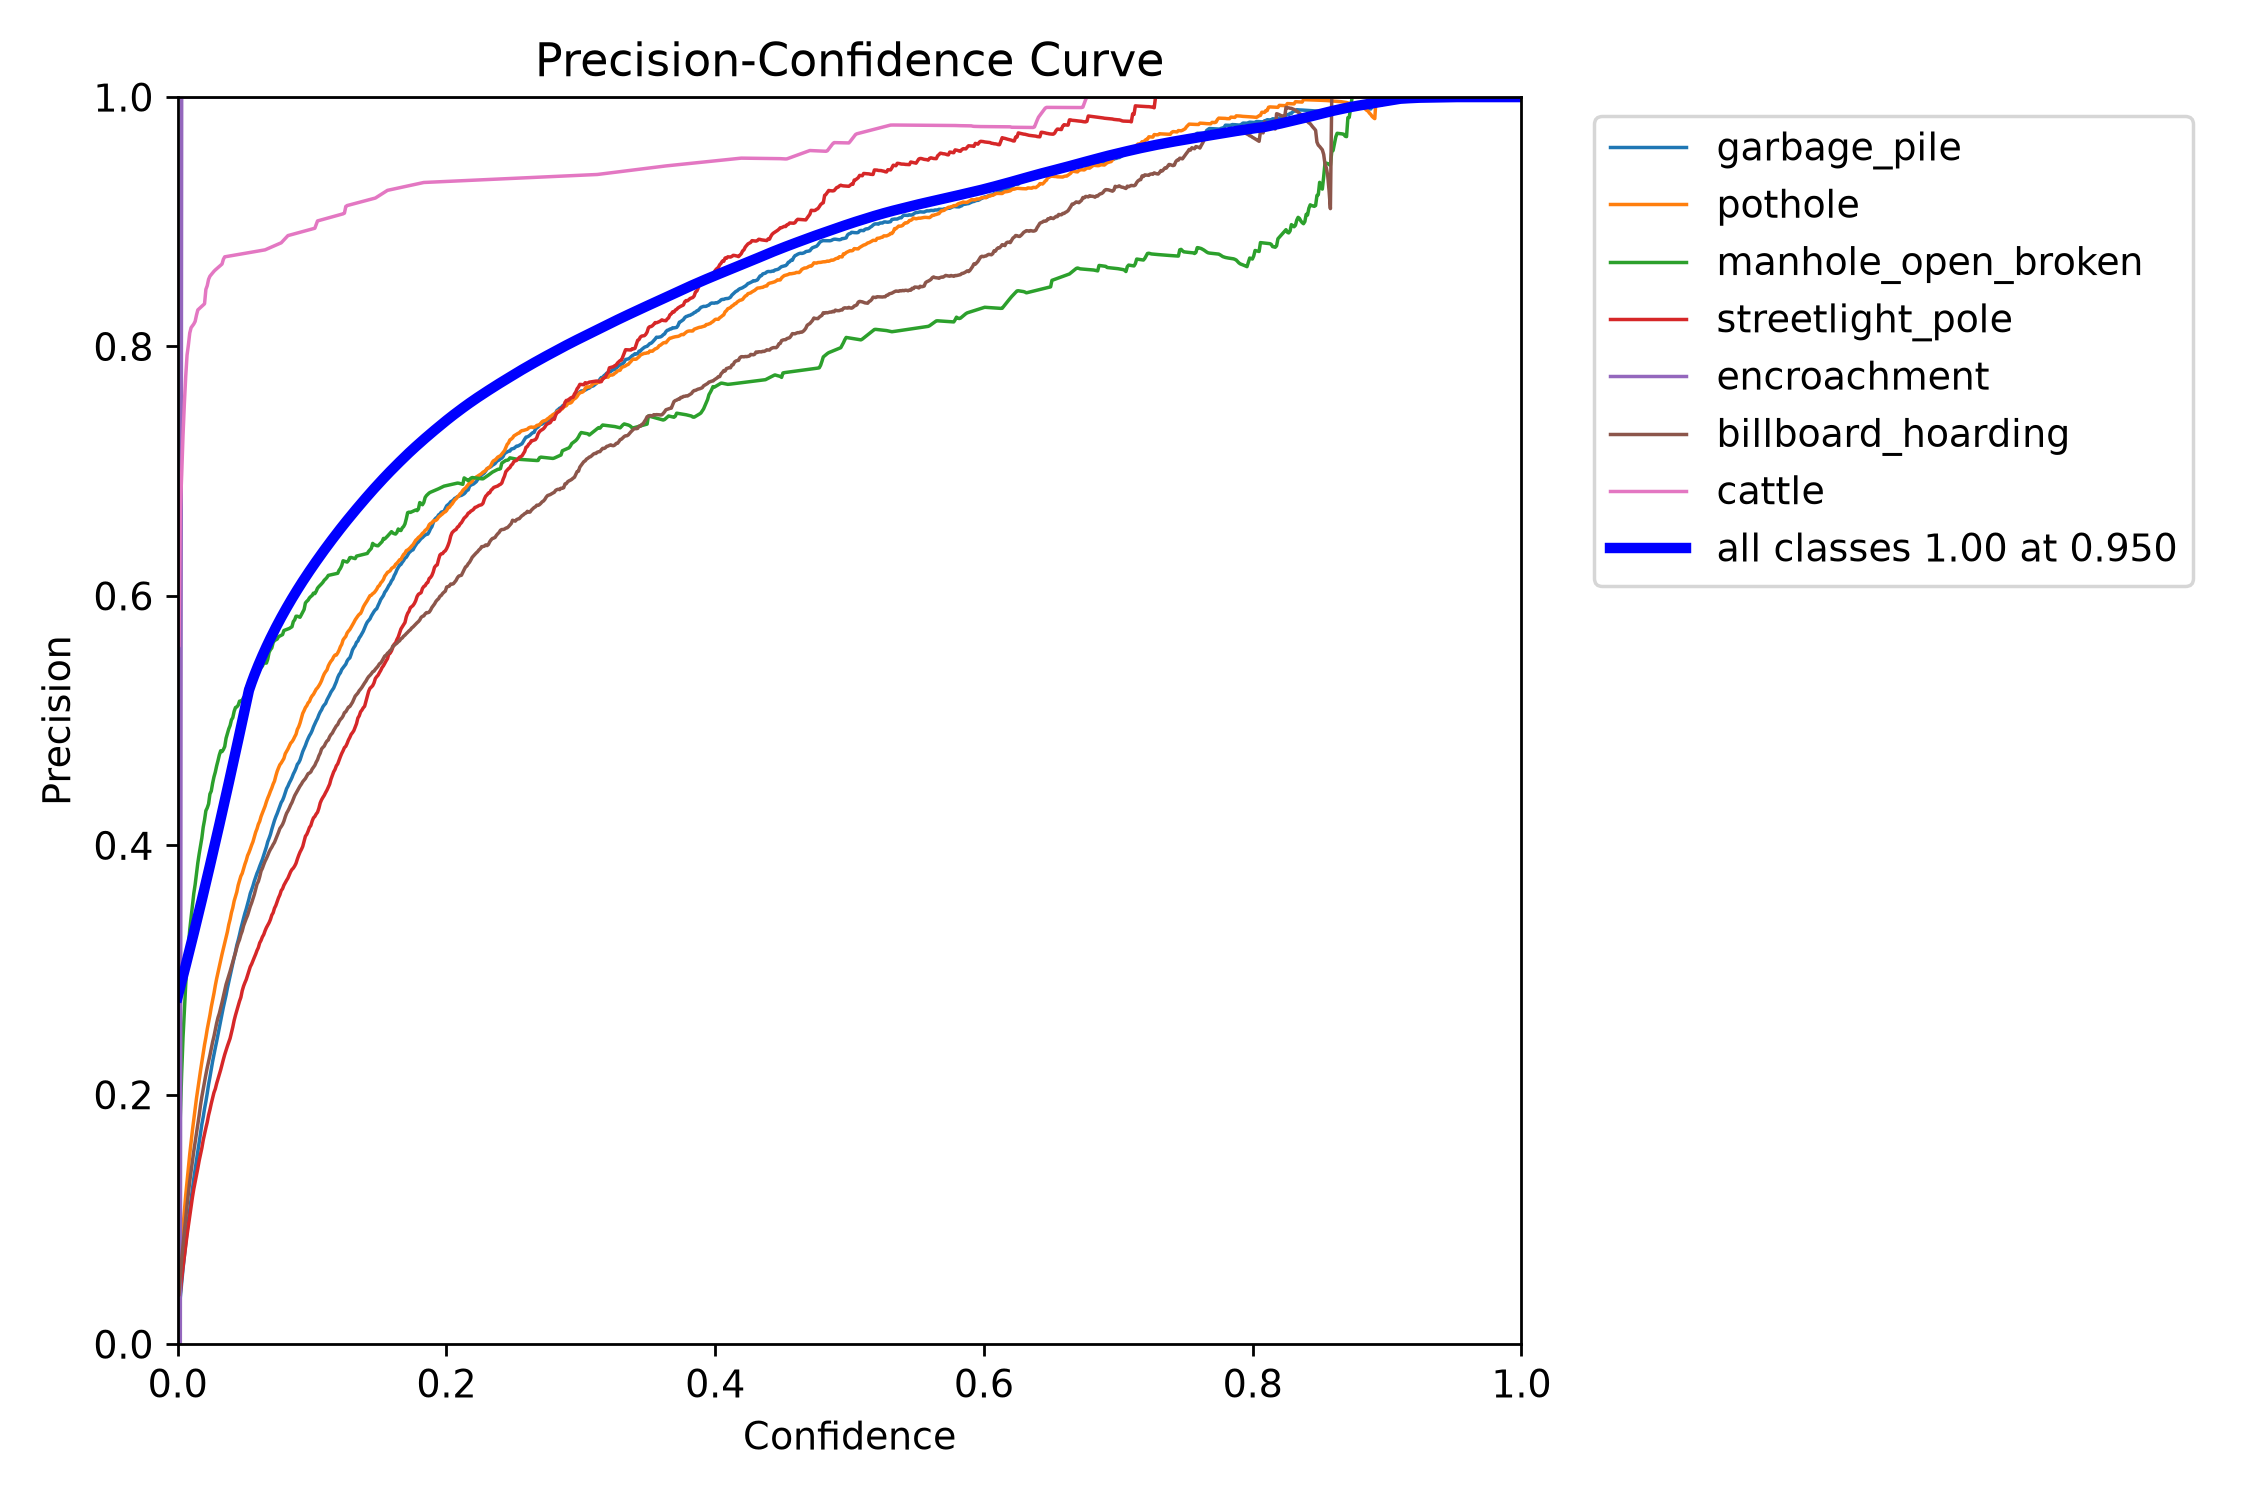 Precision-Confidence Curve
1.0
0.8
0.6
0.4
0.2
0.0
Precision
0.0 0.2 0.4 0.6 0.8 1.0
Confidence
garbage_pile
pothole
manhole_open_broken
streetlight_pole
encroachment
billboard_hoarding
cattle
all classes 1.00 at 0.950